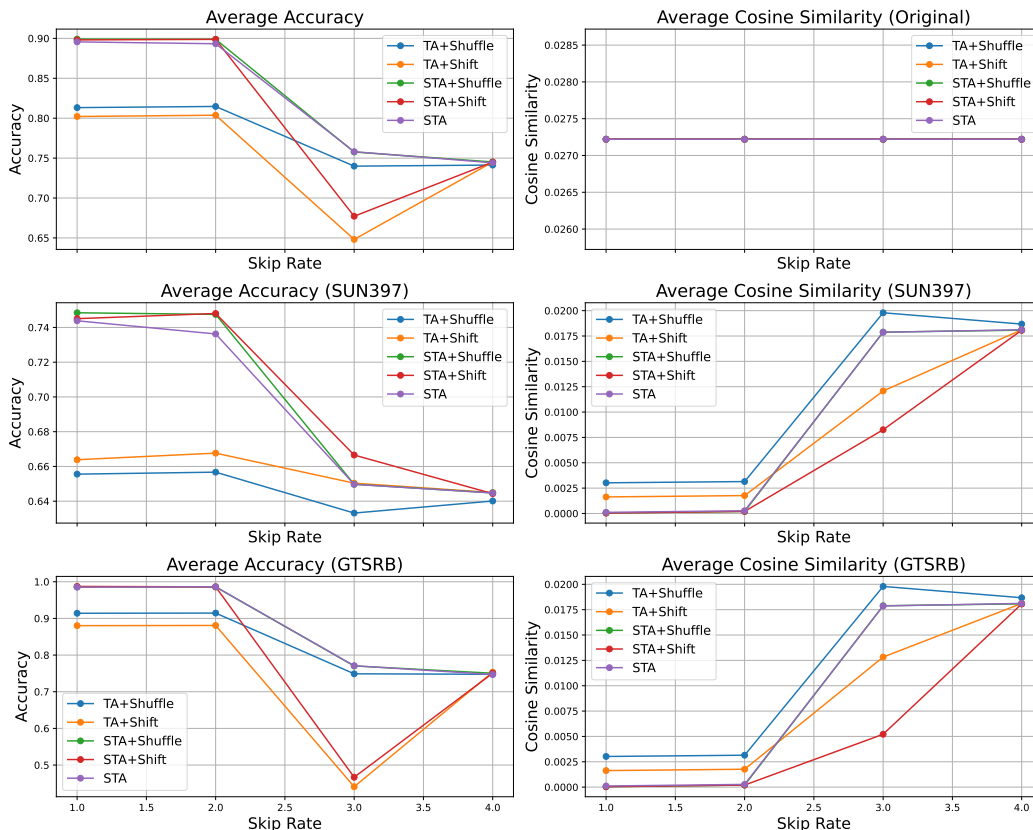 Average Accuracy
Accuracy
0.90
0.85
0.80
0.75
0.70
0.65
TA+Shuffle
TA+Shift
STA+Shuffle
STA+Shift
STA
Skip Rate
Average Cosine Similarity (Original)
Cosine Similarity
0.0285
0.0280
0.0275
0.0270
0.0265
0.0260
TA+Shuffle
TA+Shift
STA+Shuffle
STA+Shift
STA
Skip Rate
Average Accuracy (SUN397)
Accuracy
0.74
0.72
0.70
0.68
0.66
0.64
TA+Shuffle
TA+Shift
STA+Shuffle
STA+Shift
STA
Skip Rate
Average Cosine Similarity (SUN397)
Cosine Similarity
0.0200
0.0175
0.0150
0.0125
0.0100
0.0075
0.0050
0.0025
0.0000
TA+Shuffle
TA+Shift
STA+Shuffle
STA+Shift
STA
Skip Rate
Average Accuracy (GTSRB)
Accuracy
1.0
0.9
0.8
0.7
0.6
0.5
TA+Shuffle
TA+Shift
STA+Shuffle
STA+Shift
STA
1.0 1.5 2.0 2.5 3.0 3.5 4.0
Skip Rate
Average Cosine Similarity (GTSRB)
Cosine Similarity
0.0200
0.0175
0.0150
0.0125
0.0100
0.0075
0.0050
0.0025
0.0000
TA+Shuffle
TA+Shift
STA+Shuffle
STA+Shift
STA
1.0 1.5 2.0 2.5 3.0 3.5 4.0
Skip Rate